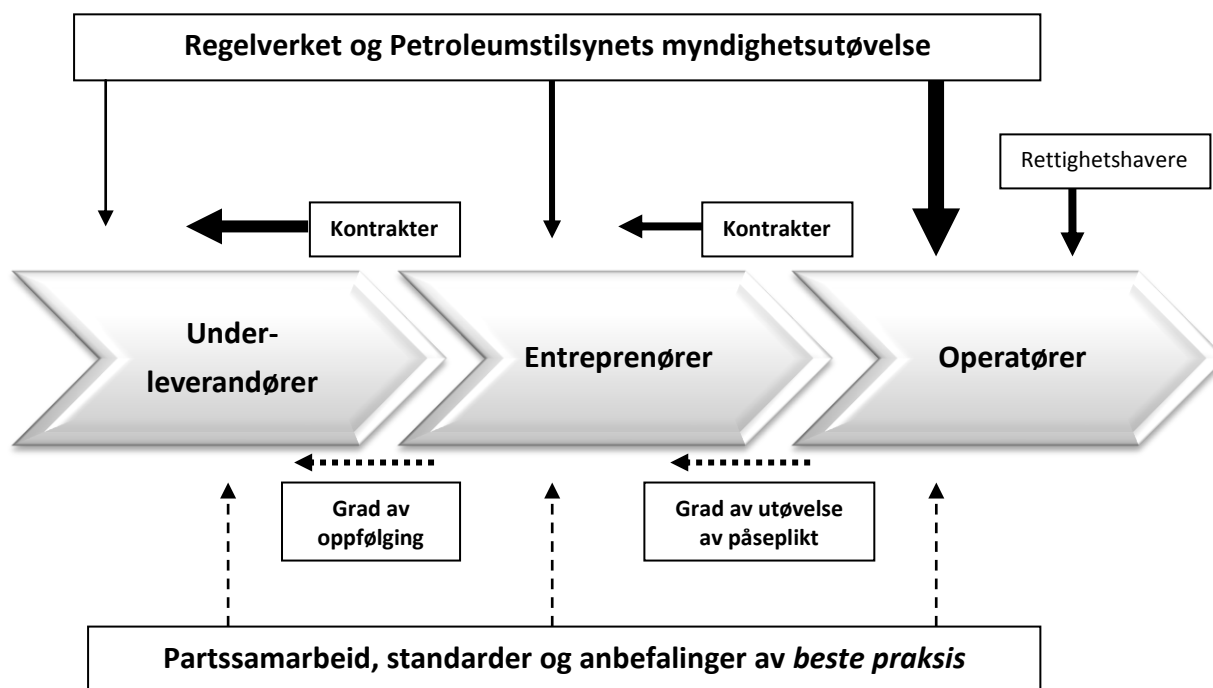 Regelverket og Petroleumstilsynets myndighetsutøvelse
Rettighetshavere
Kontrakter
Kontrakter
Under-
leverandører
Entreprenører
Operatører
Grad av
oppfølging
Grad av utøvelse
av påseplikt
Partssamarbeid, standarder og anbefalinger av beste praksis